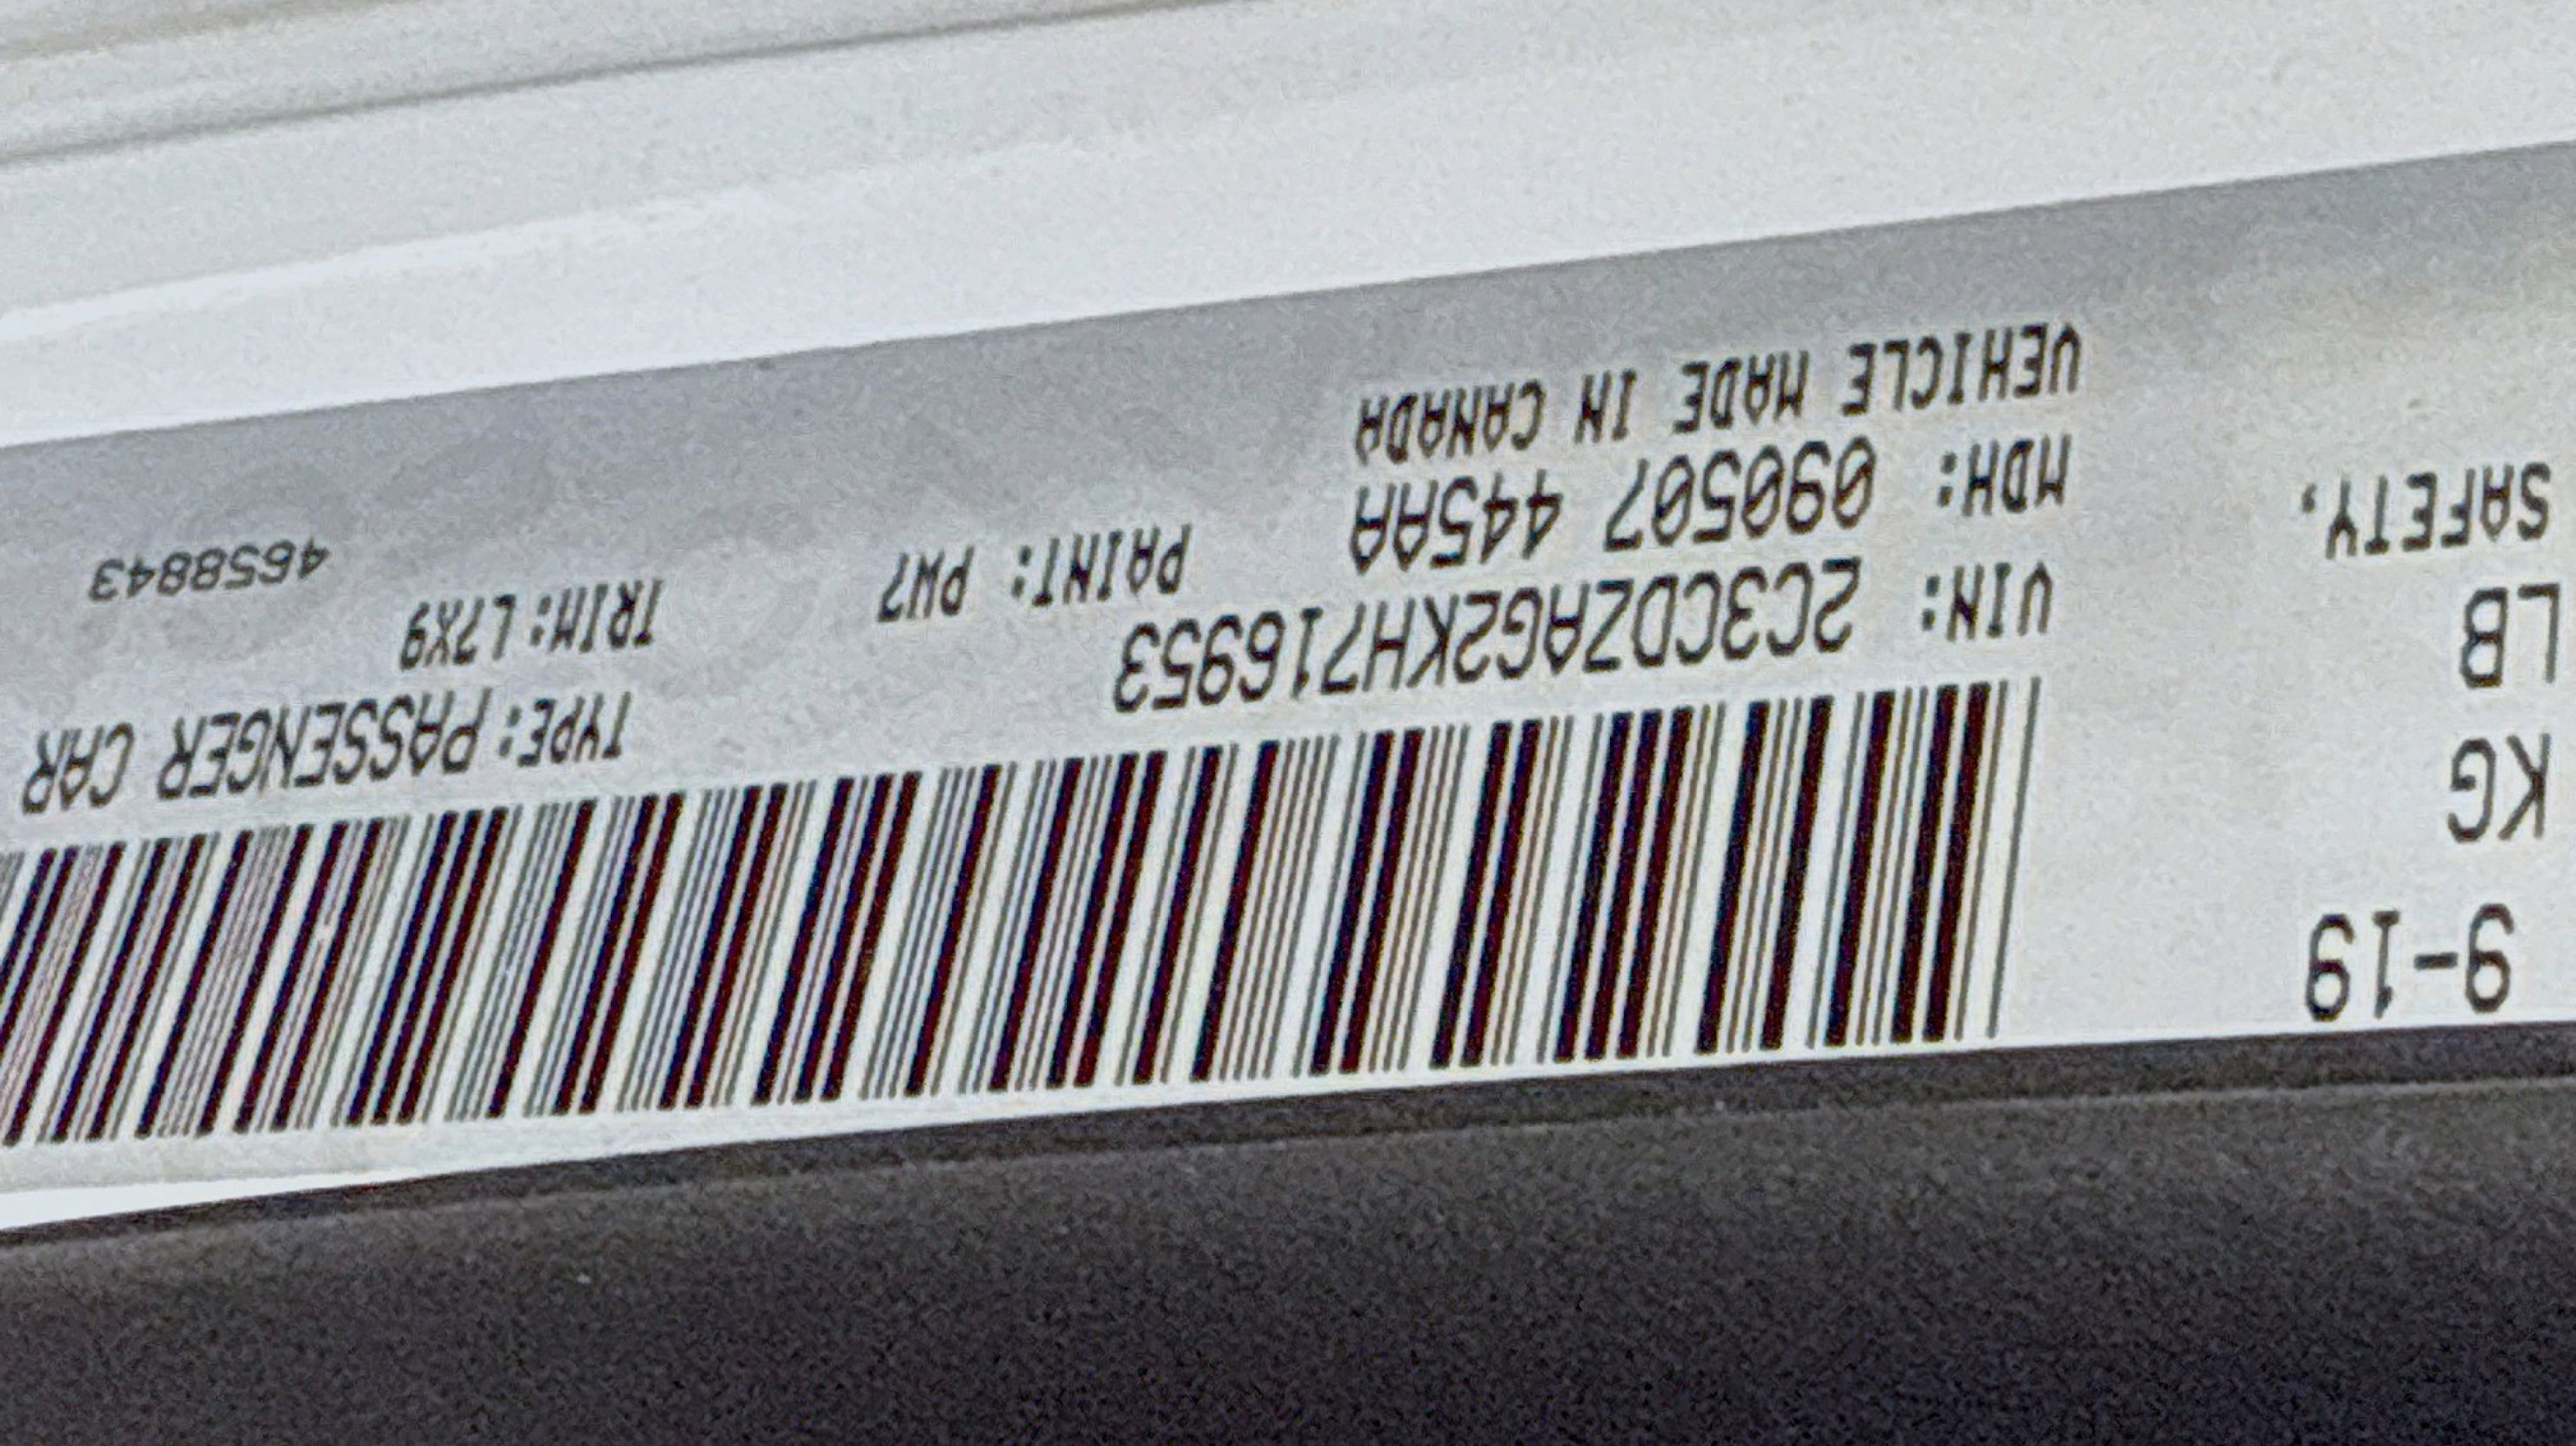 9-19
KG
LB
SAFETY.
TYPE: PASSENGER CAR
VIN: 2C3CDZAG2KH716953
TRIM: L7X9
MDH: 090507 445AA
PAINT: PW7
4658843
VEHICLE MADE IN CANADA